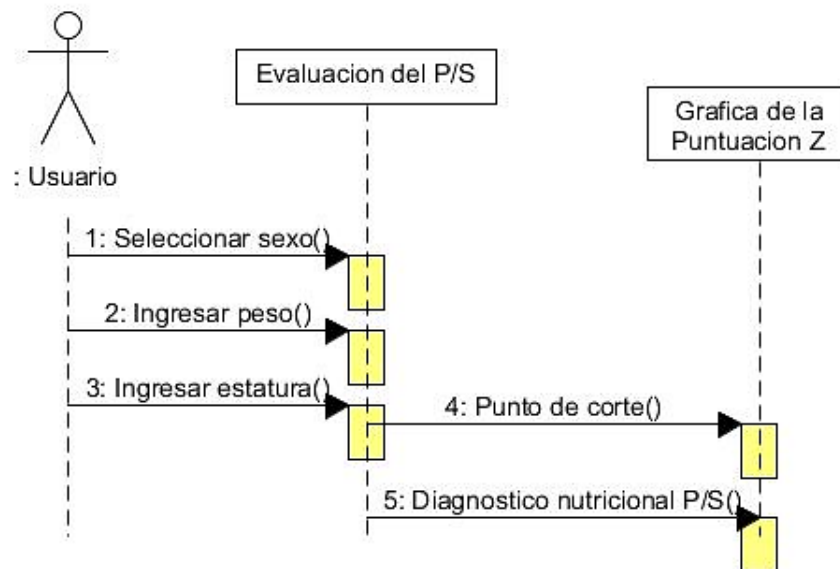 Evaluacion del P/S
Grafica de la
Puntuacion Z
: Usuario
1: Seleccionar sexo()
2: Ingresar peso()
3: Ingresar estatura()
4: Punto de corte()
5: Diagnostico nutricional P/S()